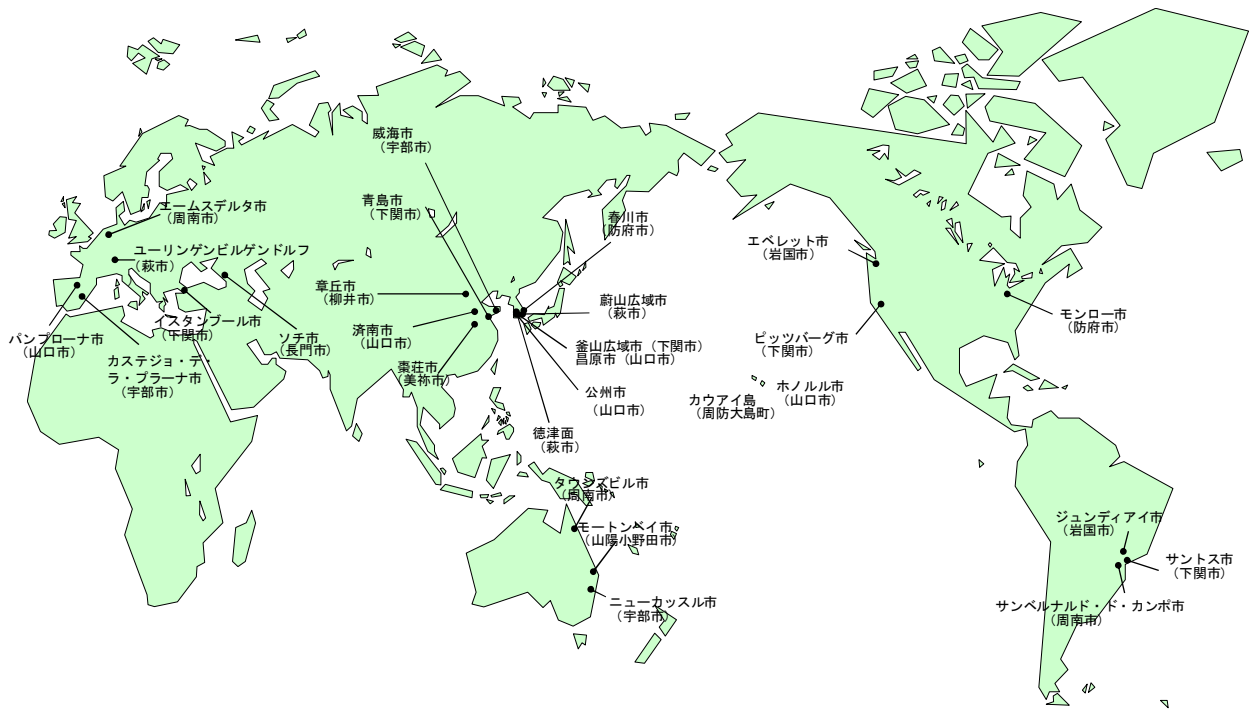 威海市
（宇部市）
青島市
（下関市）
春川市
（防府市）
エームスデルタ市
（周南市）
ユーリンゲンビルゲンドルフ
（萩市）
エベレット市
（岩国市）
章丘市
（柳井市）
蔚山広域市
（萩市）
モンロー市
（防府市）
イスタンブール市
（下関市）
済南市
（山口市）
パンプローナ市
（山口市）
ソチ市
（長門市）
ピッツバーグ市
（下関市）
釜山広域市（下関市）
昌原市（山口市）
カステジョ・デ・
ラ・プラーナ市
（宇部市）
棗荘市
（美祢市）
公州市
（山口市）
カウアイ島
（周防大島町）
ホノルル市
（山口市）
徳津面
（萩市）
タウンズビル市
（周南市）
モートンベイ市
（山陽小野田市）
ジュンディアイ市
（岩国市）
サントス市
（下関市）
ニューカッスル市
（宇部市）
サンベルナルド・ド・カンポ市
（周南市）